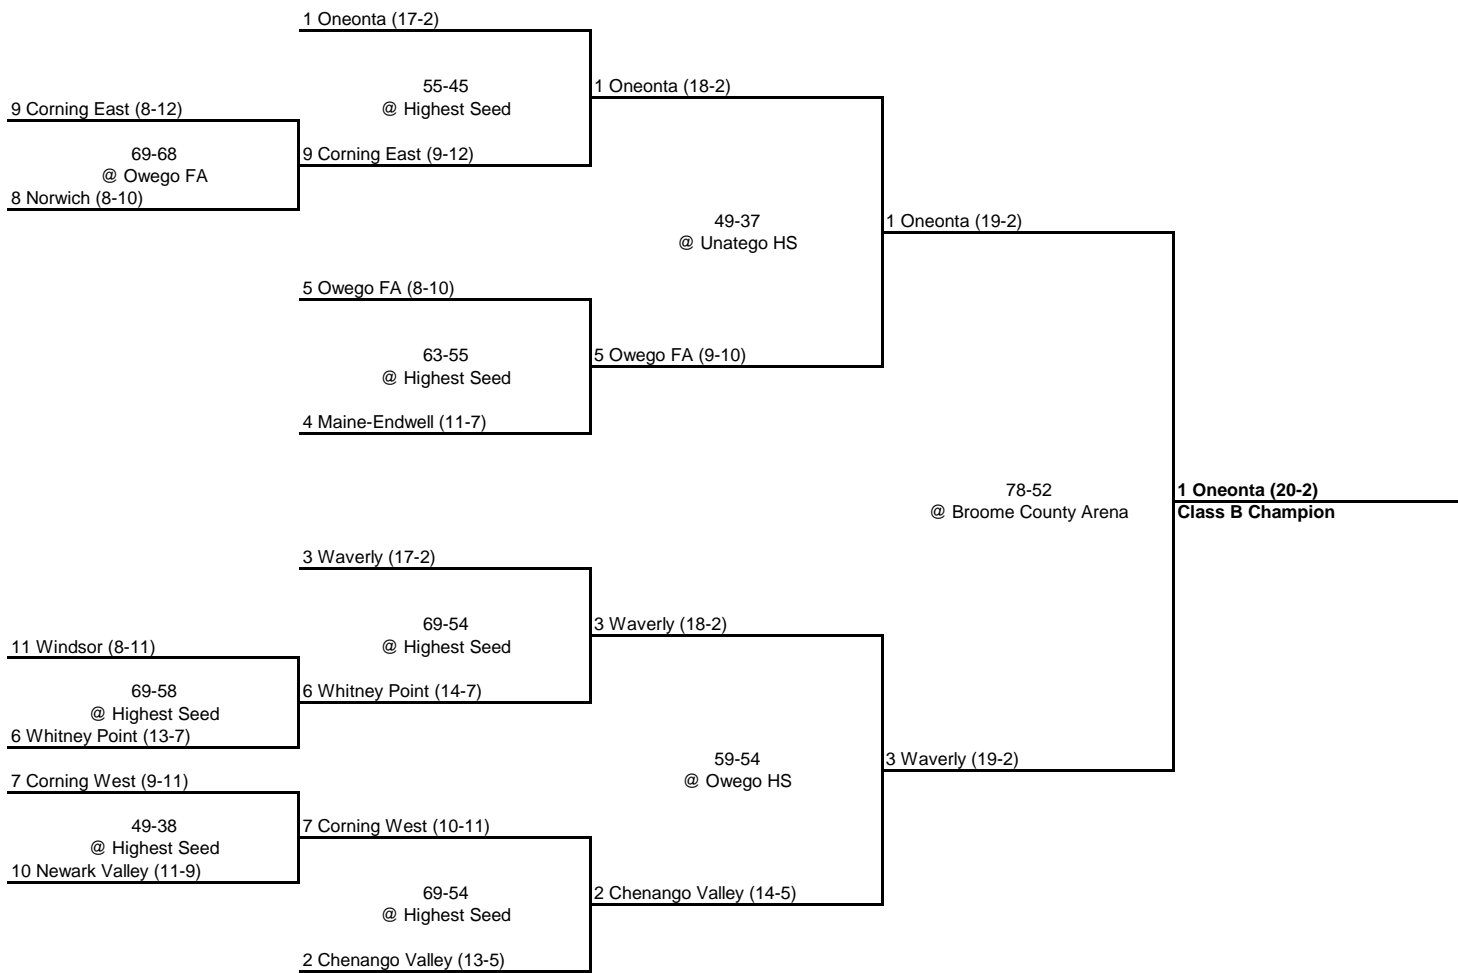 1 Oneonta (17-2)
55-45
@ Highest Seed
1 Oneonta (18-2)
9 Corning East (8-12)
69-68
@ Owego FA
9 Corning East (9-12)
8 Norwich (8-10)
49-37
@ Unatego HS
1 Oneonta (19-2)
5 Owego FA (8-10)
63-55
@ Highest Seed
5 Owego FA (9-10)
4 Maine-Endwell (11-7)
78-52
@ Broome County Arena
1 Oneonta (20-2)
Class B Champion
3 Waverly (17-2)
69-54
@ Highest Seed
3 Waverly (18-2)
11 Windsor (8-11)
69-58
@ Highest Seed
6 Whitney Point (14-7)
6 Whitney Point (13-7)
59-54
@ Owego HS
3 Waverly (19-2)
7 Corning West (9-11)
49-38
@ Highest Seed
7 Corning West (10-11)
10 Newark Valley (11-9)
69-54
@ Highest Seed
2 Chenango Valley (14-5)
2 Chenango Valley (13-5)